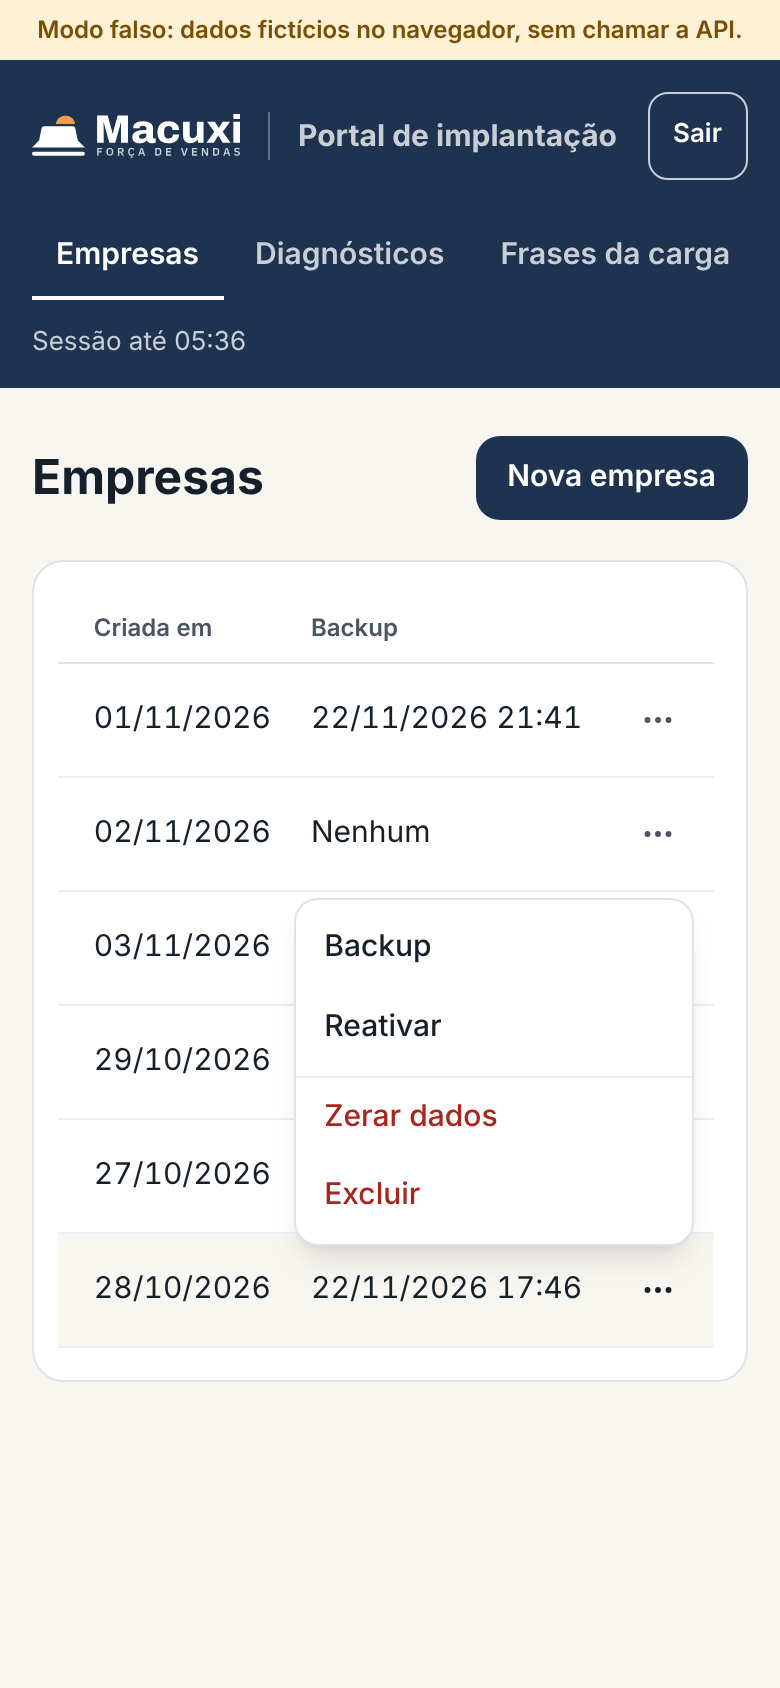 Modo falso: dados fictícios no navegador, sem chamar a API.
Macuxi
FORÇA DE VENDAS
Portal de implantação
Sair
Empresas Diagnósticos Frases da carga
Sessão até 05:36
Empresas
Nova empresa
Criada em Backup
01/11/2026 22/11/2026 21:41 ...
02/11/2026 Nenhum ...
03/11/2026
29/10/2026
27/10/2026
Backup
Reativar
Zerar dados
Excluir
28/10/2026 22/11/2026 17:46 ...